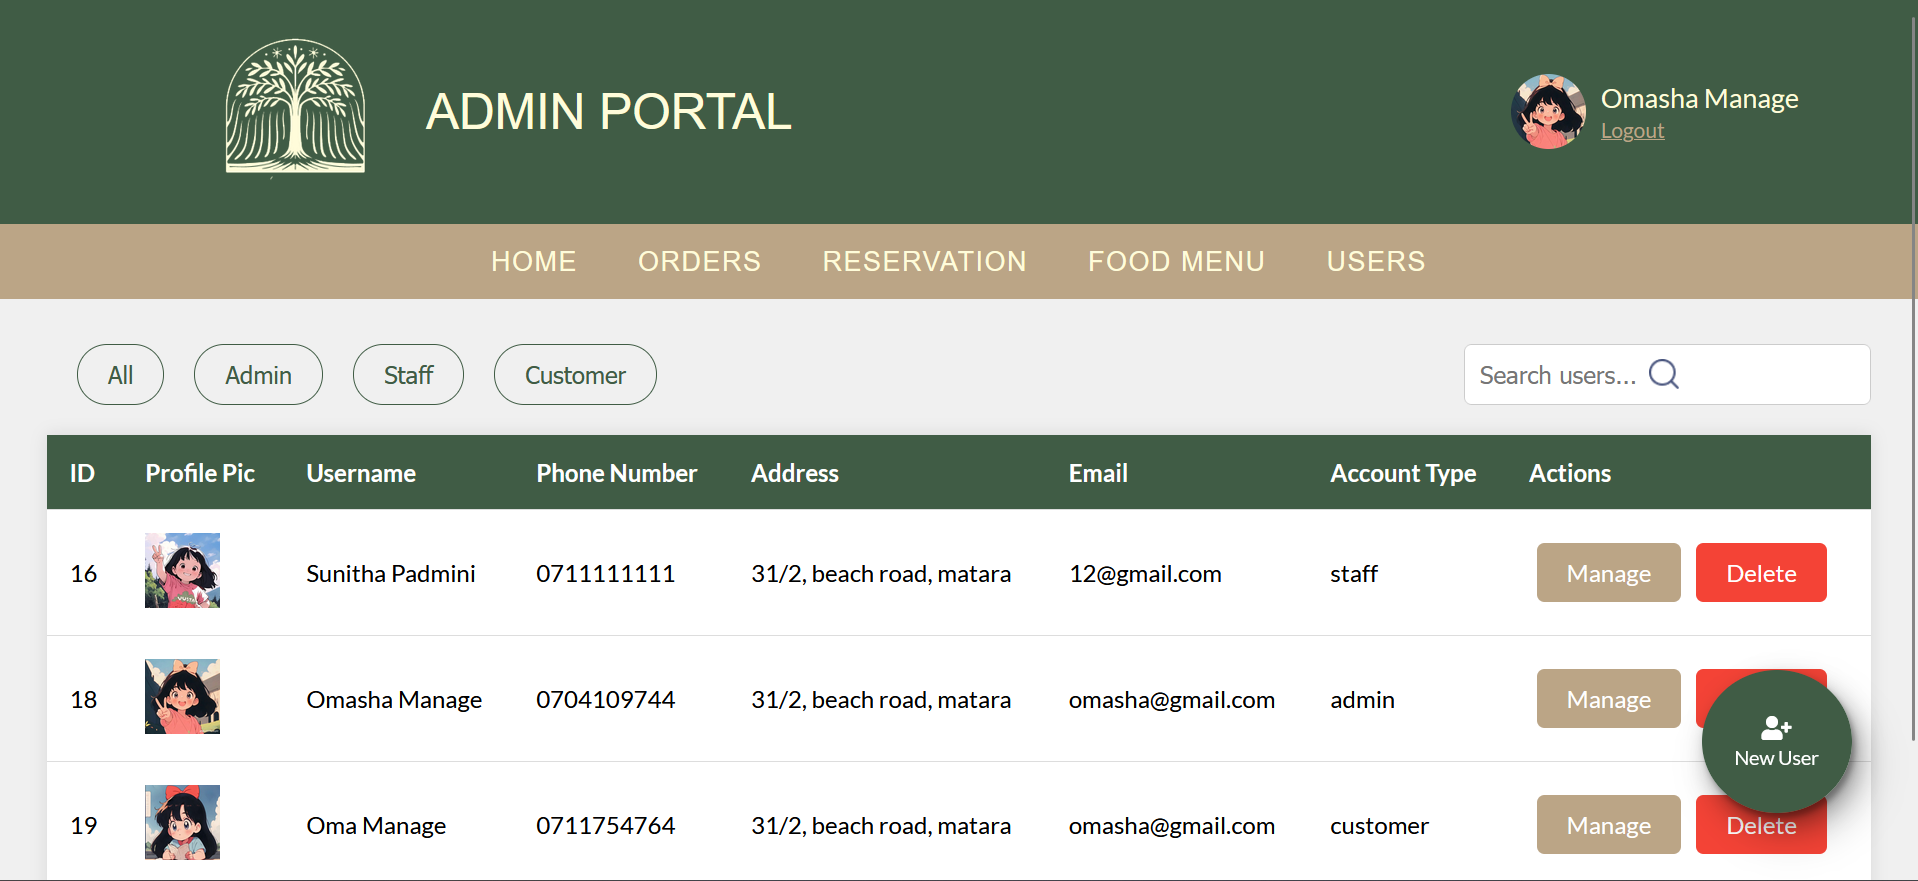 ADMIN PORTAL
Omasha Manage
Logout
HOME ORDERS RESERVATION FOOD MENU USERS
All Admin Staff Customer Search users...
ID Profile Pic Username Phone Number Address Email Account Type Actions
16 Sunitha Padmini 0711111111 31/2, beach road, matara 12@gmail.com staff Manage Delete
18 Omasha Manage 0704109744 31/2, beach road, matara omasha@gmail.com admin Manage
New User
19 Oma Manage 0711754764 31/2, beach road, matara omasha@gmail.com customer Manage Delete